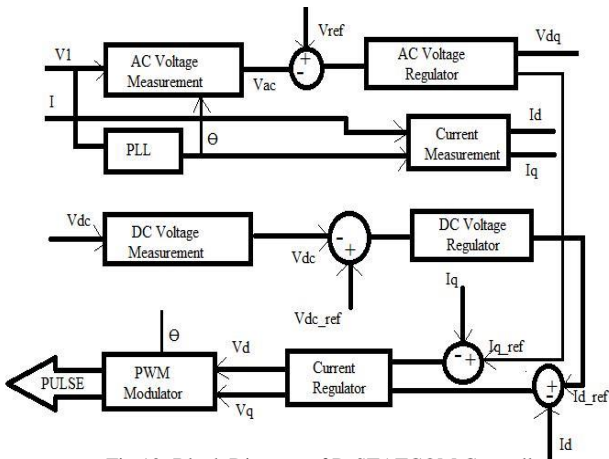 Vref
V1
AC Voltage
Measurement
+
-
Vac
AC Voltage
Regulator
Vdq
I
PLL
Θ
Current
Measurement
Id
Iq
Vdc
DC Voltage
Measurement
Vdc
-
+
Vdc_ref
DC Voltage
Regulator
Iq
Θ
PULSE
PWM
Modulator
Vd
Vq
Current
Regulator
- +
Iq_ref
+
-
Id_ref
Id